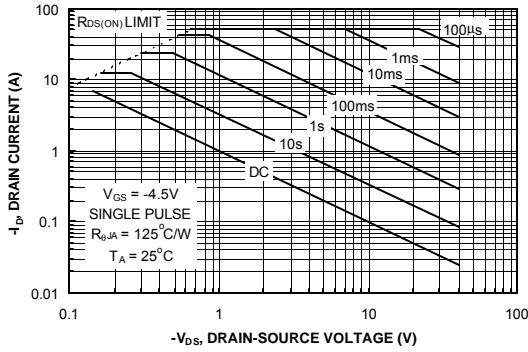 100
RDS(ON) LIMIT
100µs
1ms
10
10ms
100ms
1s
1
10s
DC
VGS = -4.5V
SINGLE PULSE
RθJA = 125°C/W
TA = 25°C
0.1
0.01
0.1
1
10
100
-ID, DRAIN CURRENT (A)
-VDS, DRAIN-SOURCE VOLTAGE (V)